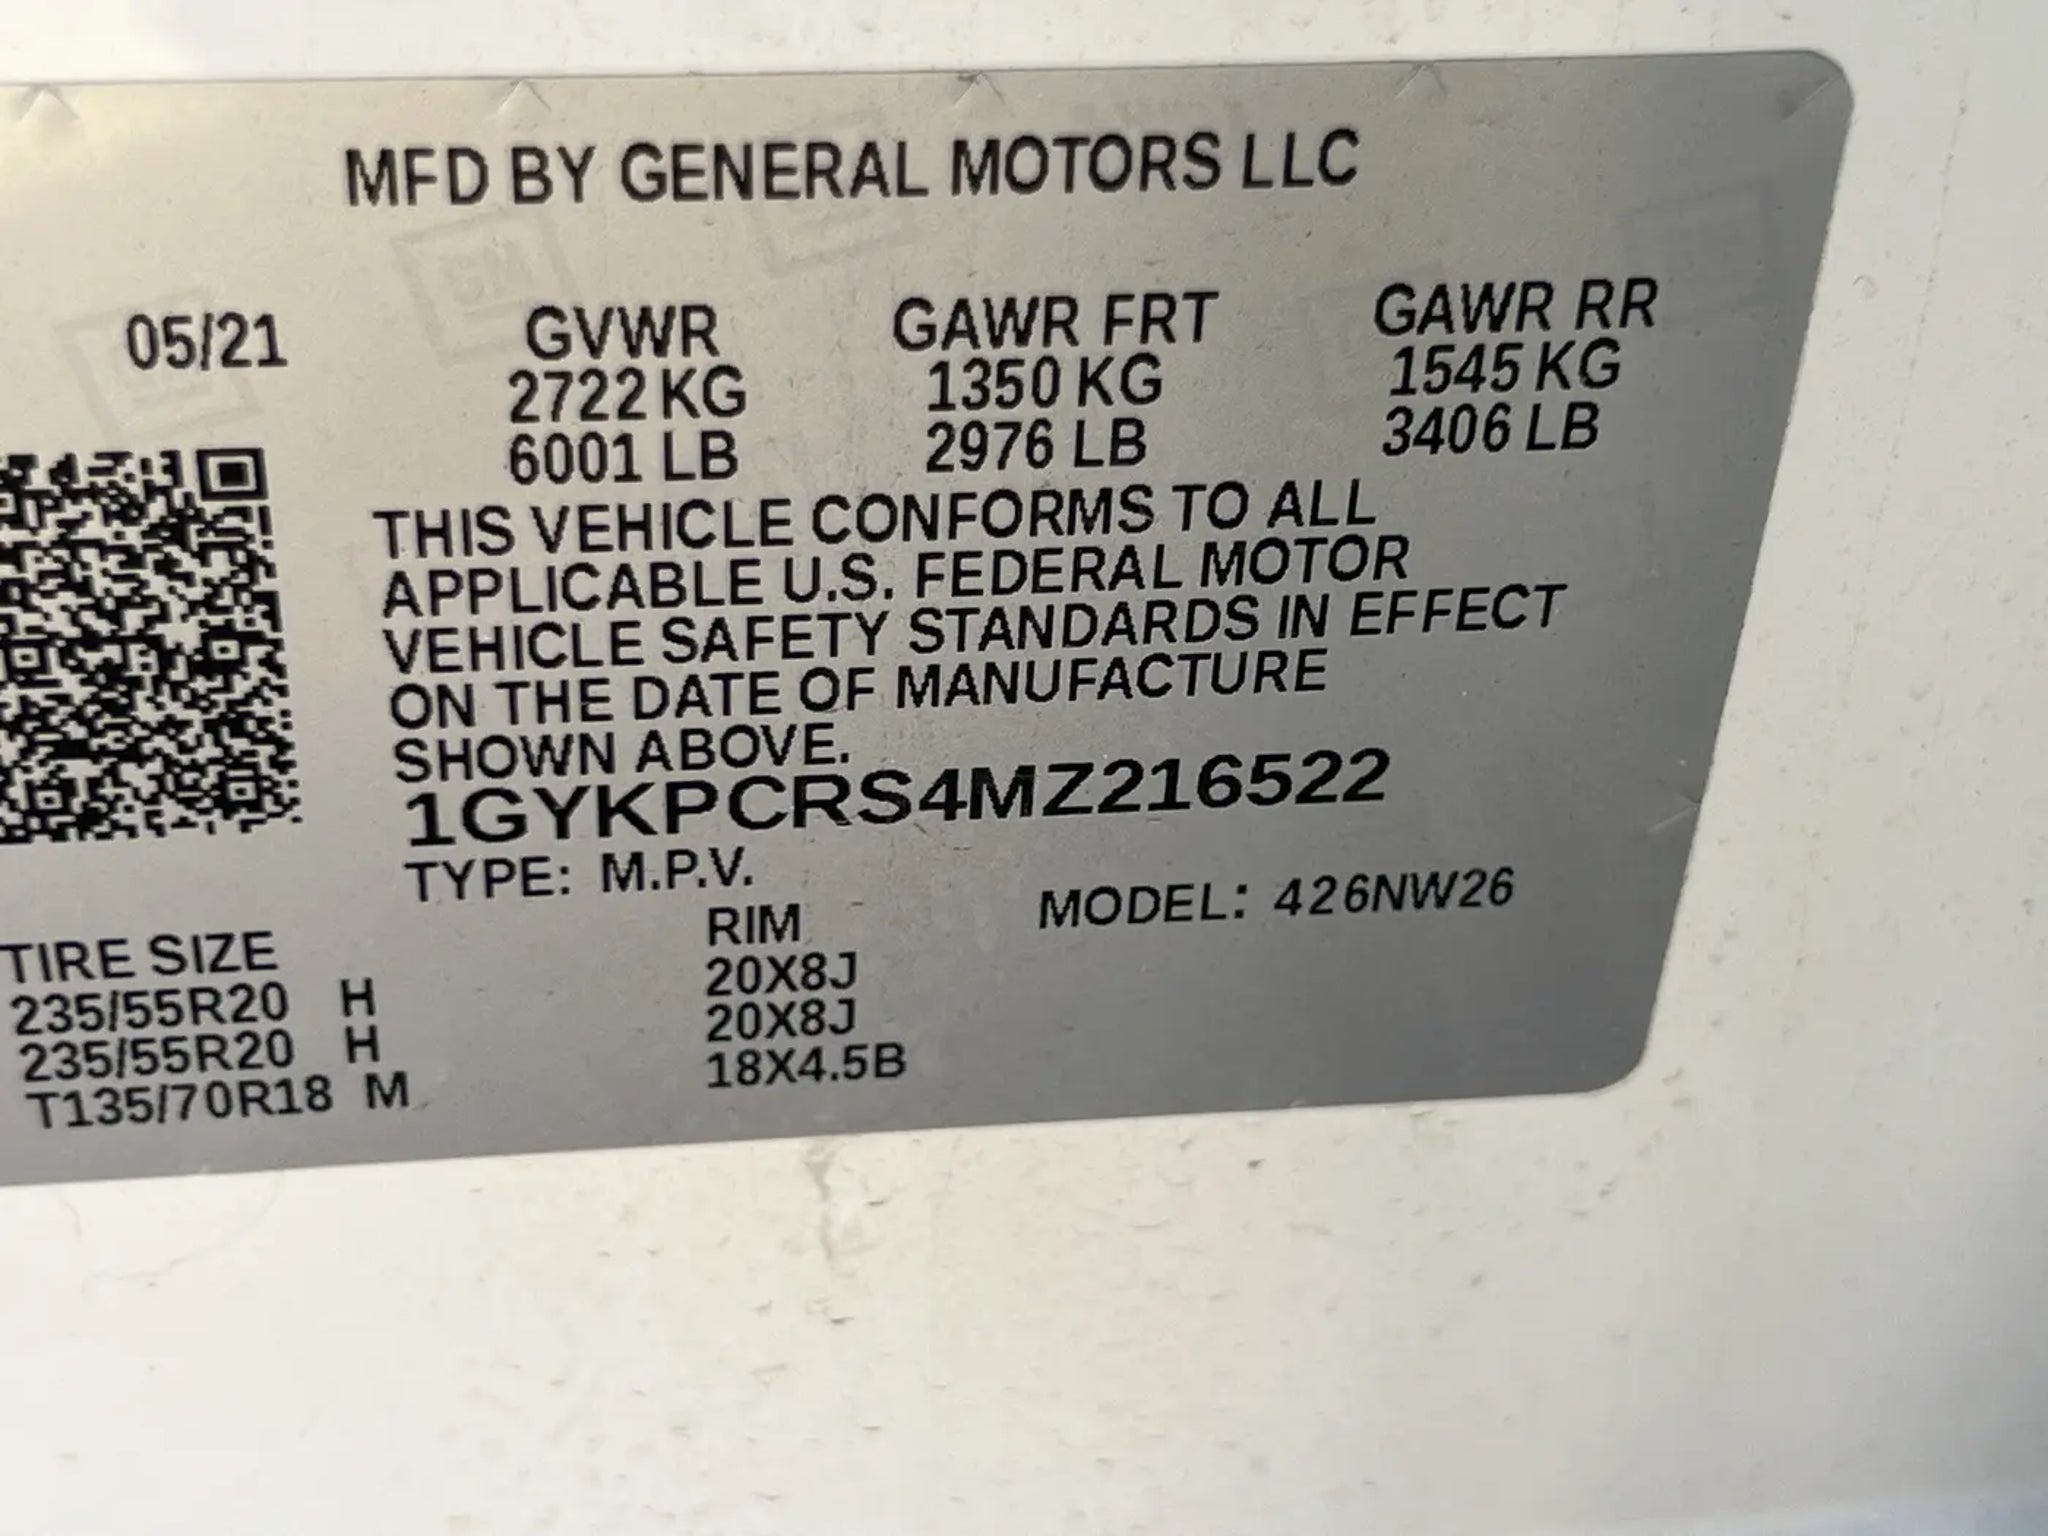 MFD BY GENERAL MOTORS LLC
05/21 GVWR GAWR FRT GAWR RR
2722 KG 1350 KG 1545 KG
6001 LB 2976 LB 3406 LB
THIS VEHICLE CONFORMS TO ALL
APPLICABLE U.S. FEDERAL MOTOR
VEHICLE SAFETY STANDARDS IN EFFECT
ON THE DATE OF MANUFACTURE
SHOWN ABOVE.
1GYKPCRS4MZ216522
TYPE: M.P.V. MODEL: 426NW26
TIRE SIZE RIM
235/55R20 H 20X8J
235/55R20 H 20X8J
T135/70R18 M 18X4.5B
GM